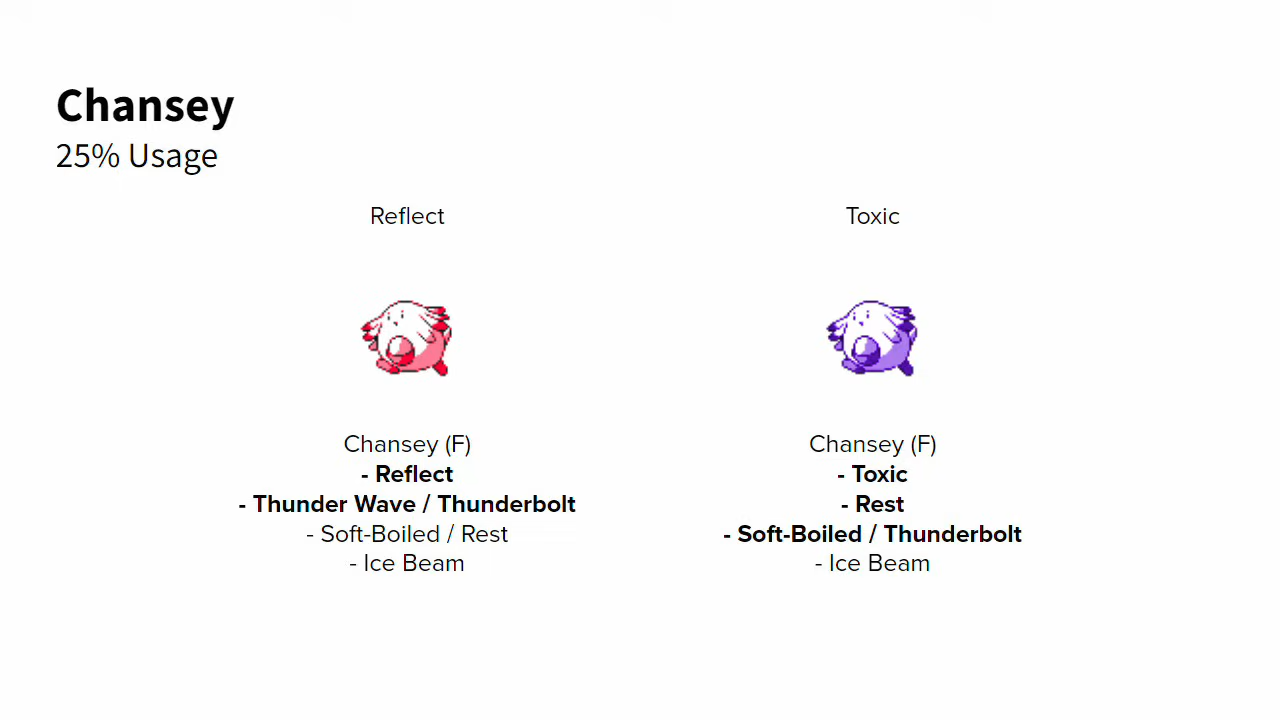 Chansey
25% Usage
Reflect
Toxic
Chansey (F)
- Reflect
- Thunder Wave / Thunderbolt
- Soft-Boiled / Rest
- Ice Beam
Chansey (F)
- Toxic
- Rest
- Soft-Boiled / Thunderbolt
- Ice Beam